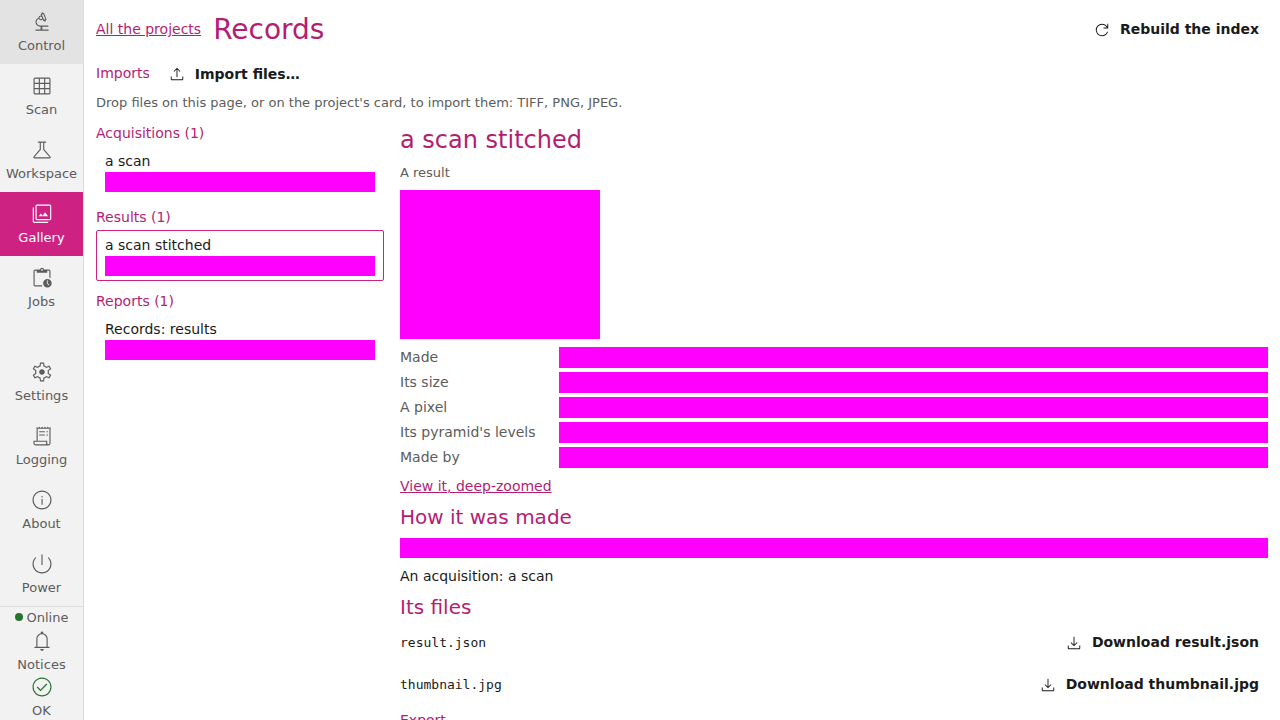 Control
Scan
Workspace
Gallery
Jobs
Settings
Logging
About
Power
Online
Notices
OK
All the projects
Records
Rebuild the index
Imports
Import files…
Drop files on this page, or on the project's card, to import them: TIFF, PNG, JPEG.
Acquisitions (1)
a scan
Results (1)
a scan stitched
Reports (1)
Records: results
a scan stitched
A result
Made
Its size
A pixel
Its pyramid's levels
Made by
View it, deep-zoomed
How it was made
An acquisition: a scan
Its files
result.json
Download result.json
thumbnail.jpg
Download thumbnail.jpg
Export